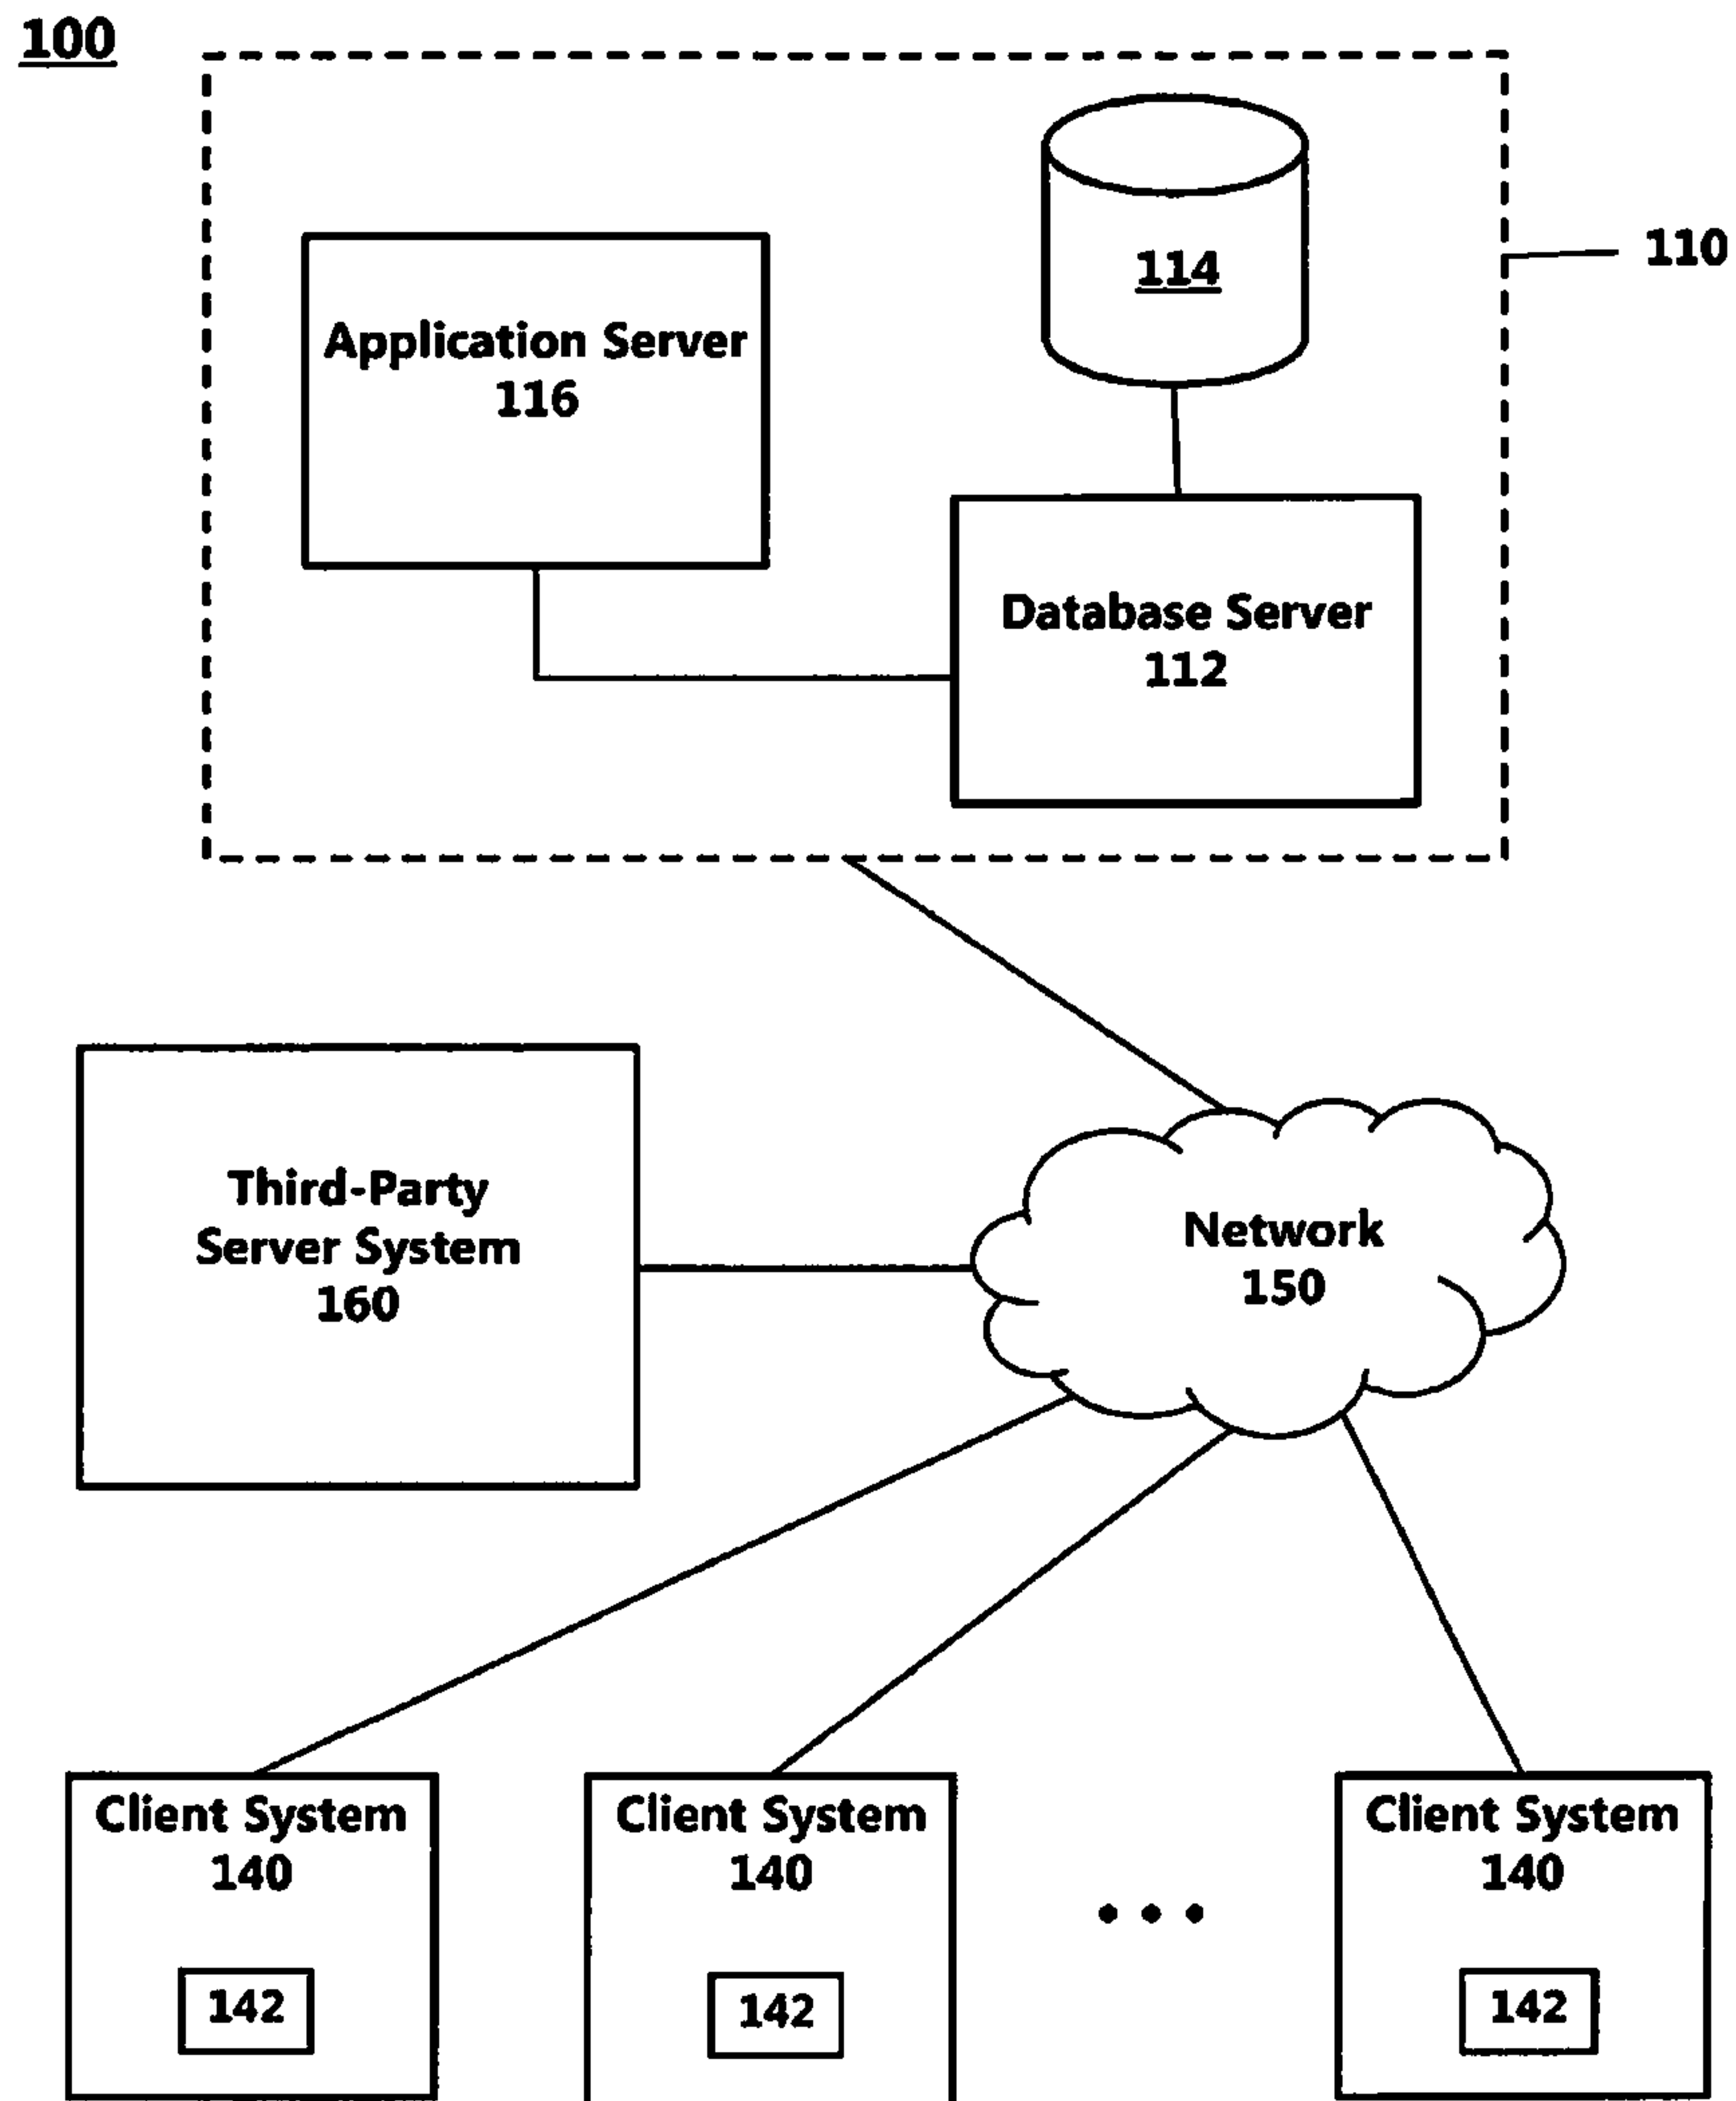 100
114
110
Application Server
116
Database Server
112
Third-Party
Server System
160
Network
150
Client System
140
142
Client System
140
142
Client System
140
142